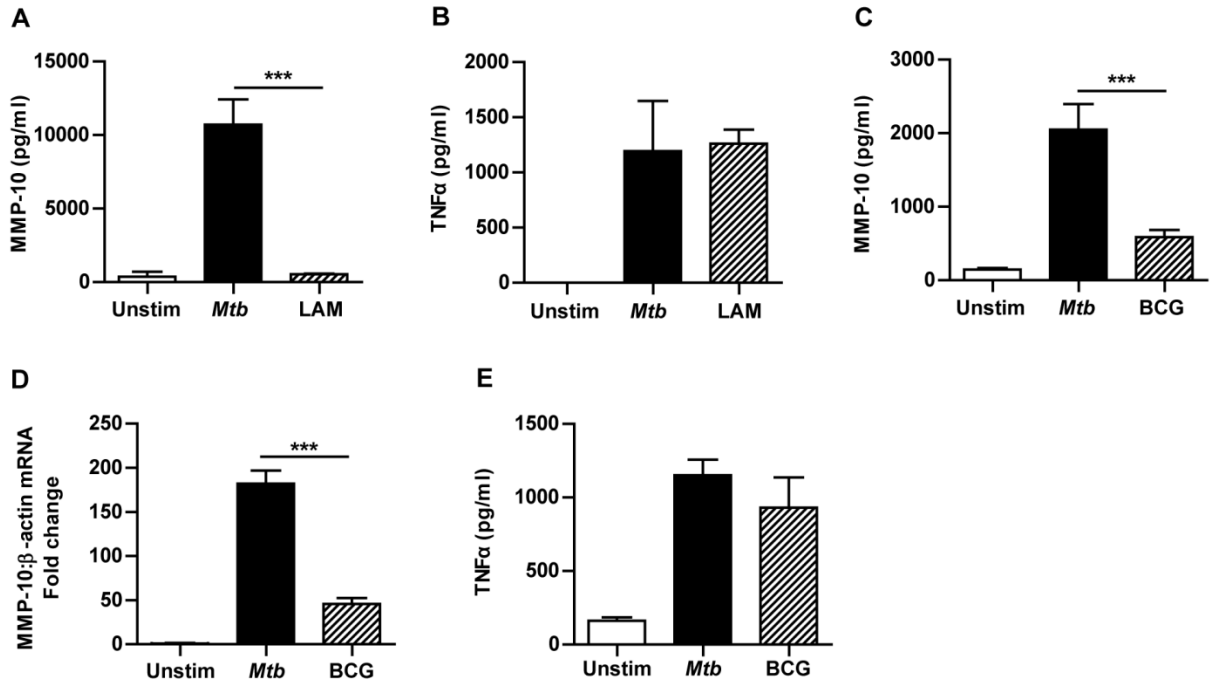 A
MMP-10 (pg/ml)
15000
10000
5000
0
***
Unstim
Mtb
LAM
B
TNFα (pg/ml)
2000
1500
1000
500
0
Unstim
Mtb
LAM
C
MMP-10 (pg/ml)
3000
2000
1000
0
***
Unstim
Mtb
BCG
D
MMP-10:β-actin mRNA
Fold change
250
200
150
100
50
0
***
Unstim
Mtb
BCG
E
TNFα (pg/ml)
1500
1000
500
0
Unstim
Mtb
BCG